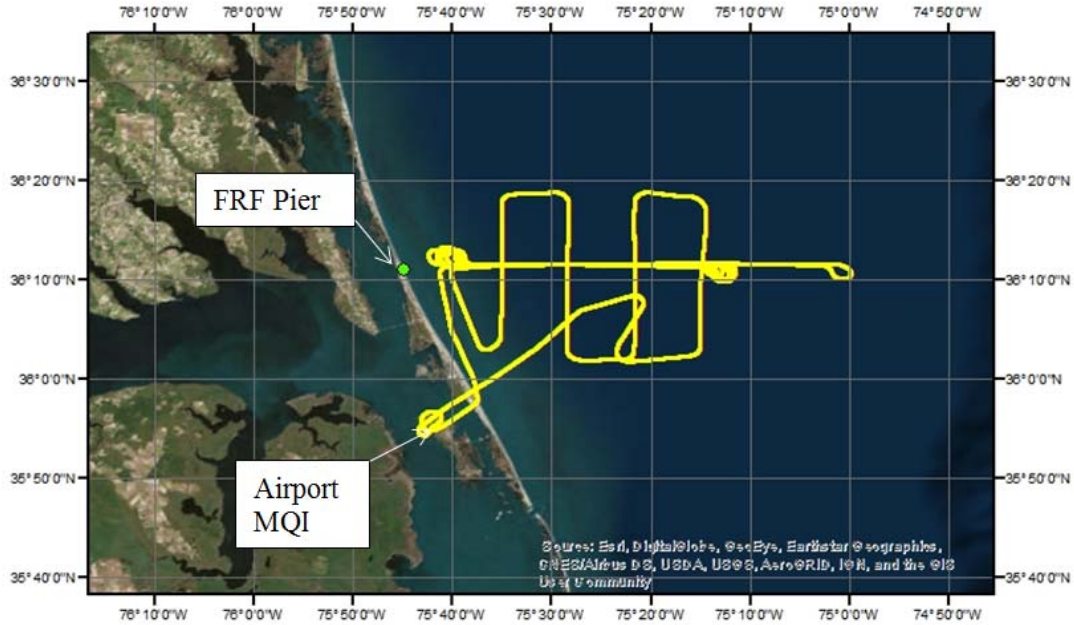 76°10'0"W 76°0'0"W 75°50'0"W 75°40'0"W 75°30'0"W 75°20'0"W 75°10'0"W 75°0'0"W 74°50'0"W
36°30'0"N 36°30'0"N
36°20'0"N 36°20'0"N
FRF Pier
36°10'0"N 36°10'0"N
36°0'0"N 36°0'0"N
35°50'0"N 35°50'0"N
Airport
MQI
Source: Esri, DigitalGlobe, GeoEye, Earthstar Geographics,
CNES/Airbus DS, USDA, USGS, AeroGRID, IGN, and the GIS
User Community
35°40'0"N 35°40'0"N
76°10'0"W 76°0'0"W 75°50'0"W 75°40'0"W 75°30'0"W 75°20'0"W 75°10'0"W 75°0'0"W 74°50'0"W